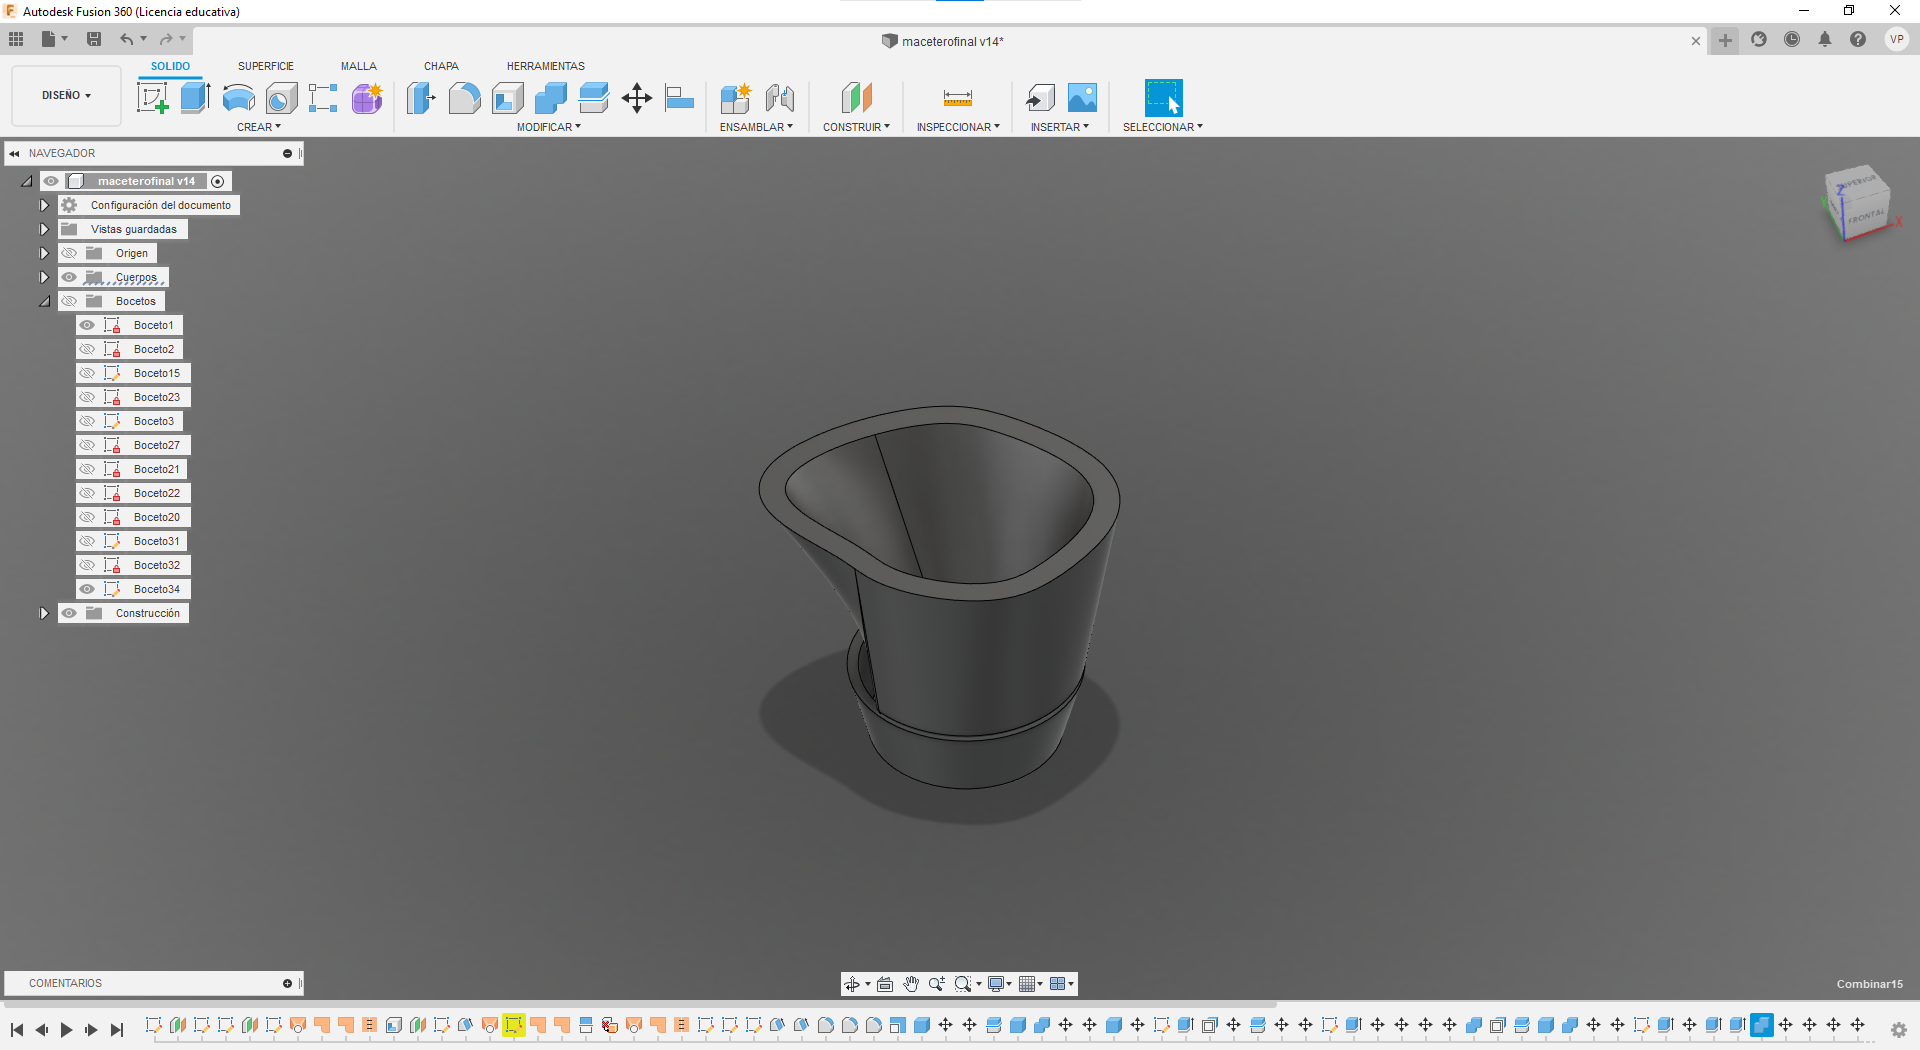 Autodesk Fusion 360 (Licencia educativa)
maceterofinal v14*
VP
DISEÑO
SOLIDO
SUPERFICIE
MALLA
CHAPA
HERRAMIENTAS
CREAR
MODIFICAR
ENSAMBLAR
CONSTRUIR
INSPECCIONAR
INSERTAR
SELECCIONAR
NAVEGADOR
maceterofinal v14
Configuración del documento
Vistas guardadas
Origen
Cuerpos
Bocetos
Boceto1
Boceto2
Boceto15
Boceto23
Boceto3
Boceto27
Boceto21
Boceto22
Boceto20
Boceto31
Boceto32
Boceto34
Construcción
SUPERIOR
Z
FRONTAL
X
COMENTARIOS
Combinar15